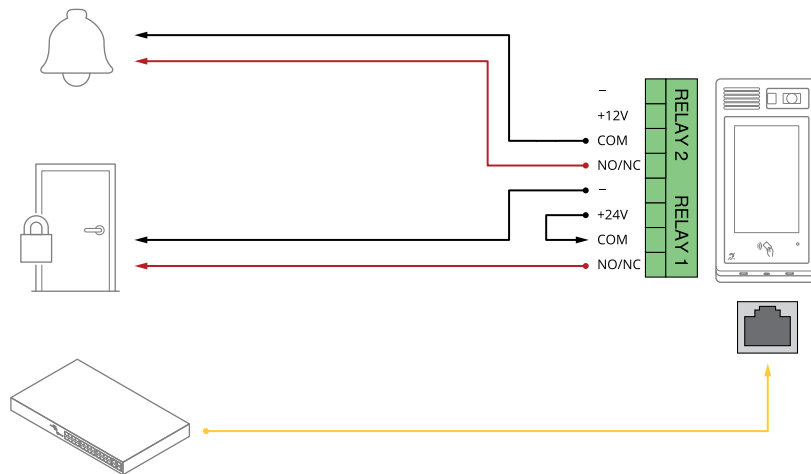 –
+12V
COM
NO/NC
–
+24V
COM
NO/NC
RELAY 2
RELAY 1